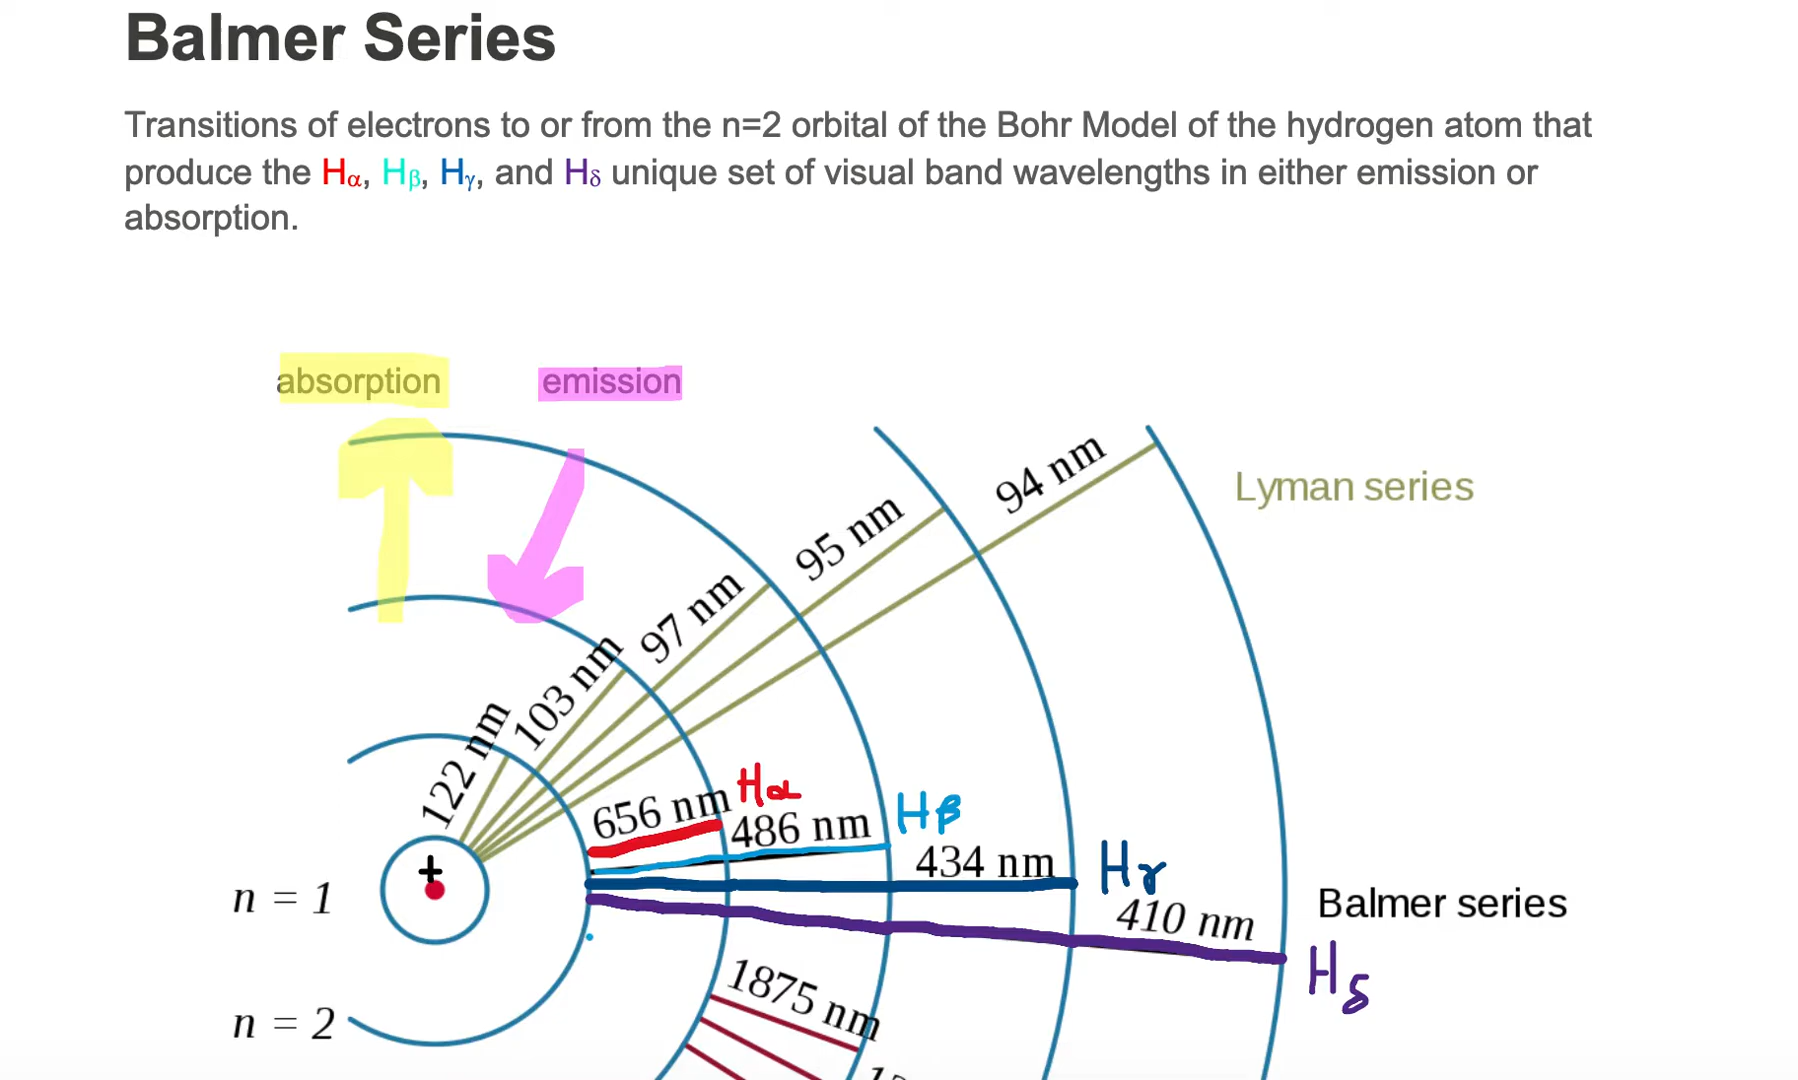 Balmer Series
Transitions of electrons to or from the n=2 orbital of the Bohr Model of the hydrogen atom that
produce the Hα, Hβ, Hγ, and Hδ unique set of visual band wavelengths in either emission or
absorption.
absorption
emission
94 nm
Lyman series
95 nm
97 nm
103 nm
122 nm
656 nm
Hα
486 nm
Hβ
434 nm
Hγ
410 nm
Balmer series
Hδ
+
n = 1
1875 nm
n = 2